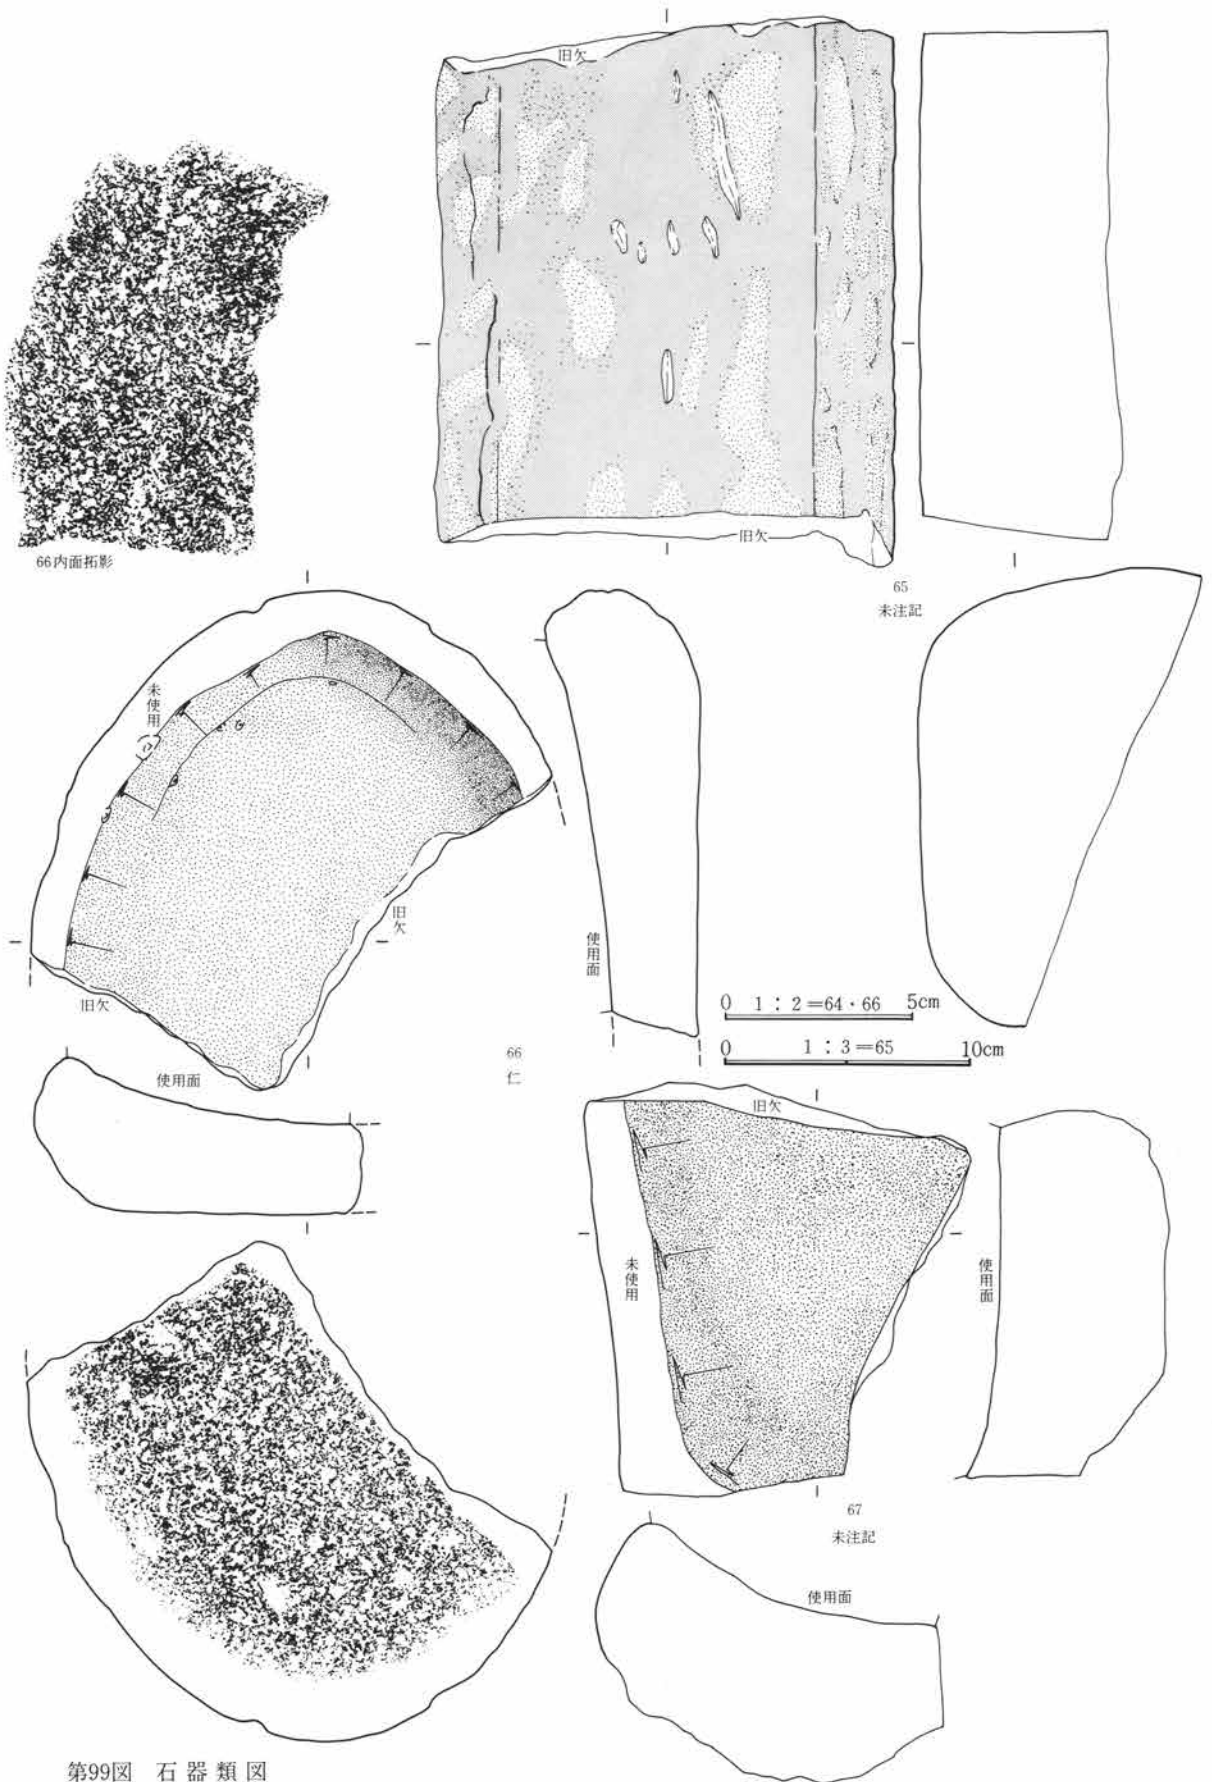 旧欠
66内面拓影
旧欠
65
未注記
未使用
旧欠
使用面
旧欠
0 1:2=64・66 5cm
0 1:3=65 10cm
66
仁
使用面
旧欠
未使用
使用面
67
未注記
使用面
第99図 石器類図